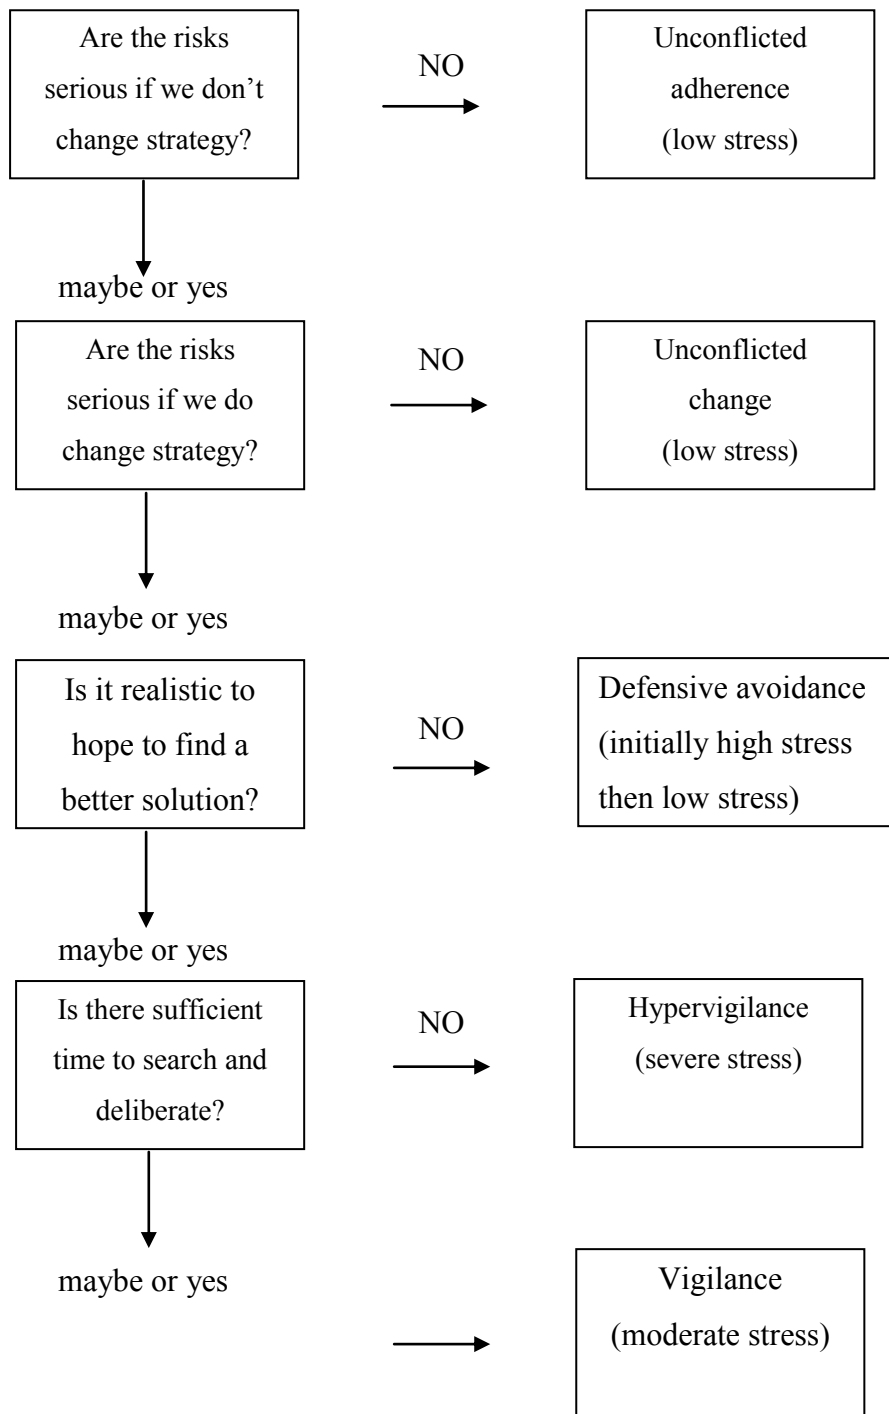 Are the risks
serious if we don’t
change strategy?
NO
Unconflicted
adherence
(low stress)
maybe or yes
Are the risks
serious if we do
change strategy?
NO
Unconflicted
change
(low stress)
maybe or yes
Is it realistic to
hope to find a
better solution?
NO
Defensive avoidance
(initially high stress
then low stress)
maybe or yes
Is there sufficient
time to search and
deliberate?
NO
Hypervigilance
(severe stress)
maybe or yes
Vigilance
(moderate stress)